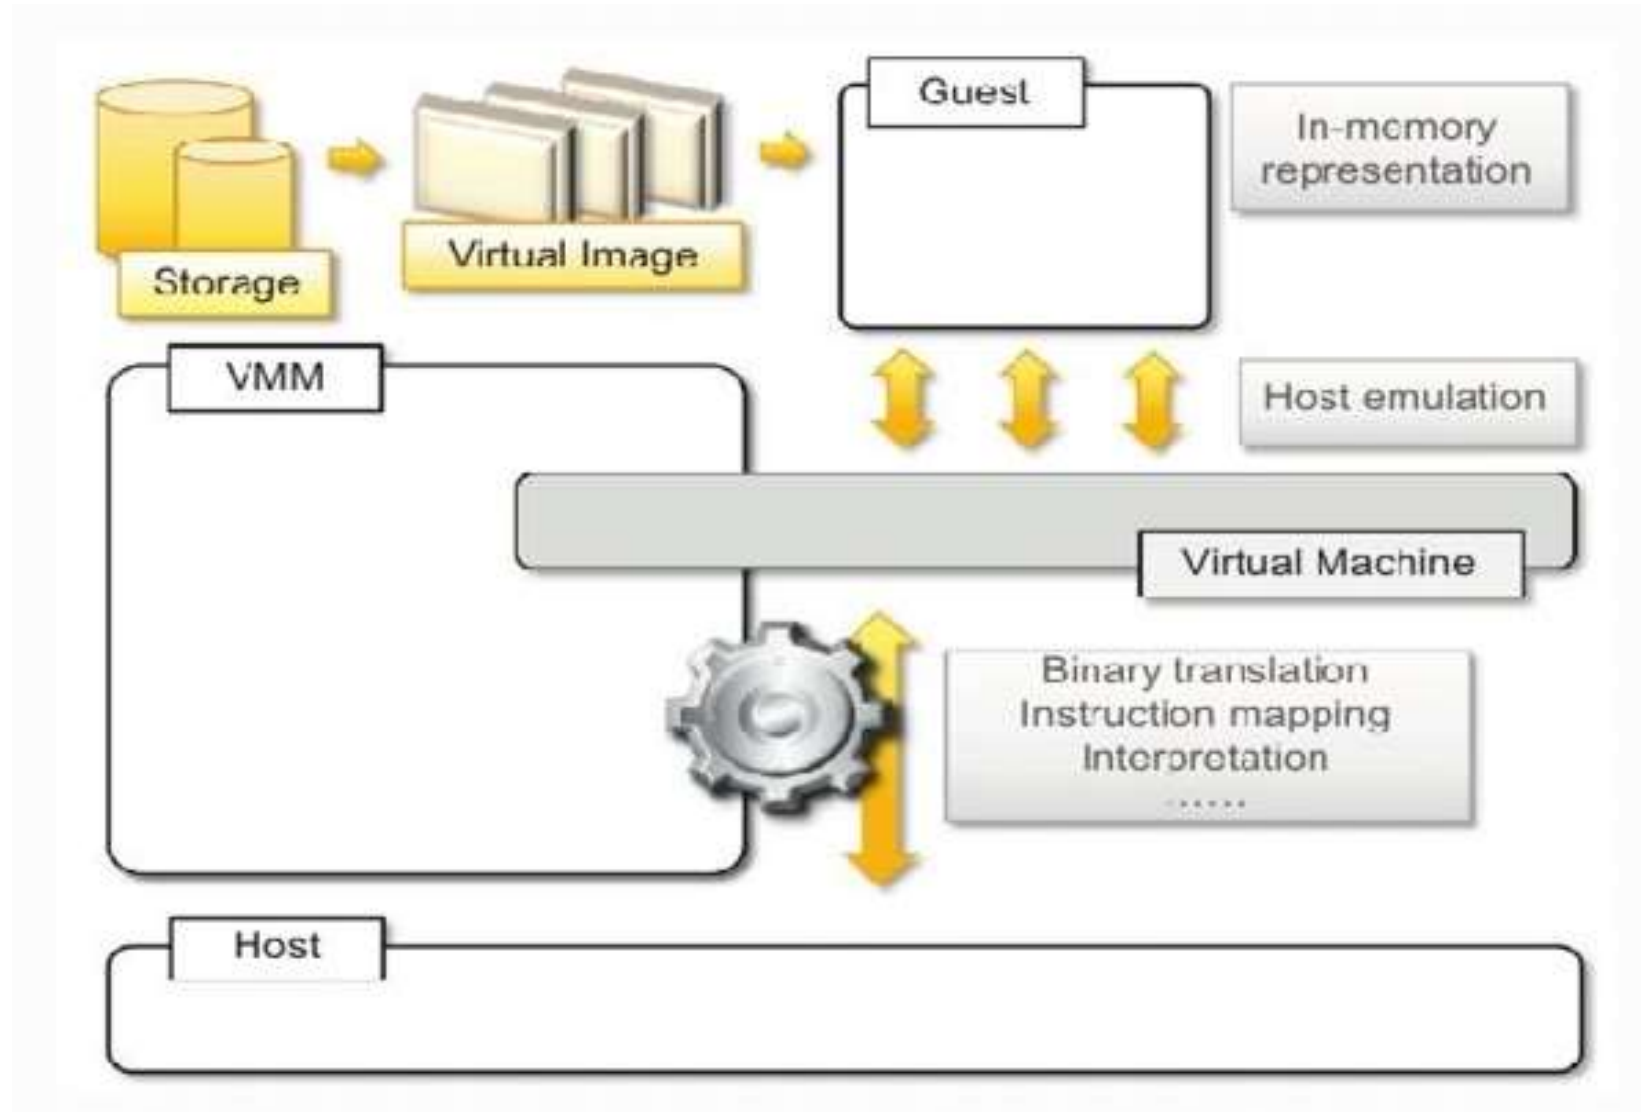 Guest
In-memory
representation
Virtual Image
Storage
VMM
Host emulation
Virtual Machine
Binary translation
Instruction mapping
Interpretation
......
Host